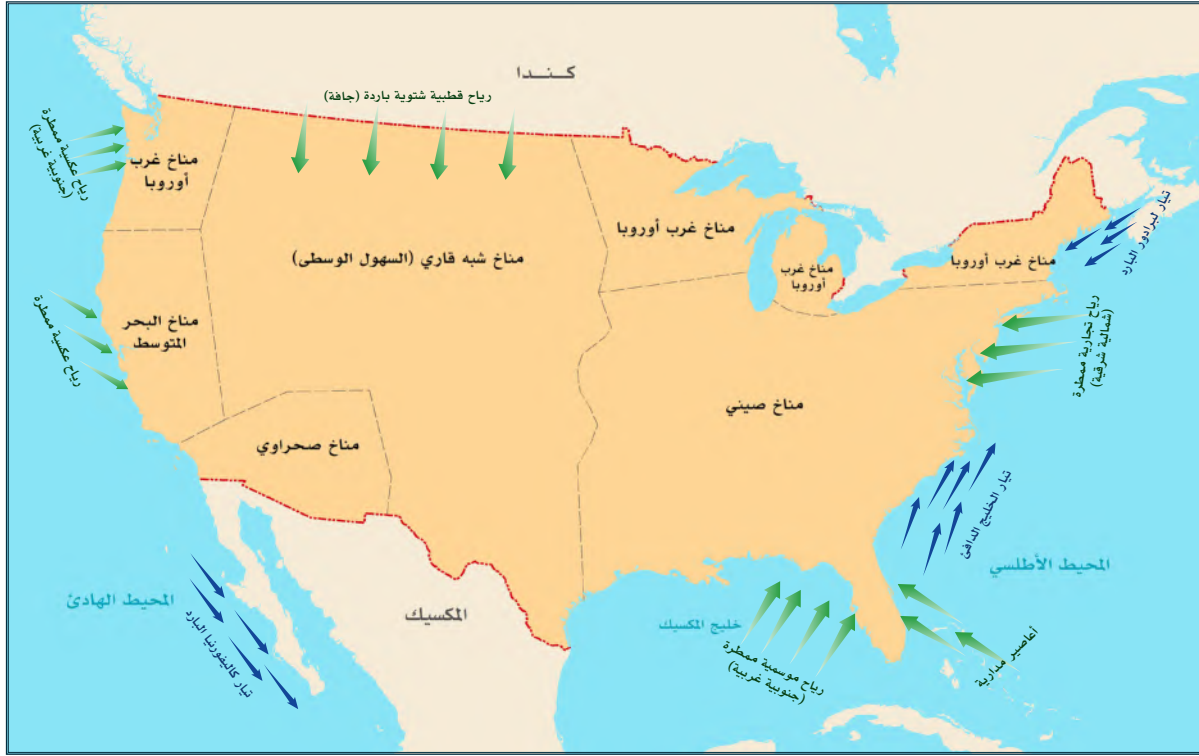 كــنــدا
رياح قطبية شتوية باردة (جافة)
رياح عكسية ممطرة
(جنوبية غربية)
مناخ غرب
أوروبا
مناخ غرب أوروبا
مناخ غرب
أوروبا
مناخ غرب أوروبا
تيار لبرادور البارد
مناخ شبه قاري (السهول الوسطى)
رياح عكسية ممطرة
مناخ البحر
المتوسط
رياح تجارية ممطرة
(شمالية شرقية)
مناخ صيني
مناخ صحراوي
تيار الخليج الدافئ
المحيط الأطلسي
المحيط الهادئ
المكسيك
خليج المكسيك
تيار كاليفورنيا البارد
رياح موسمية ممطرة
(جنوبية غربية)
أعاصير مدارية